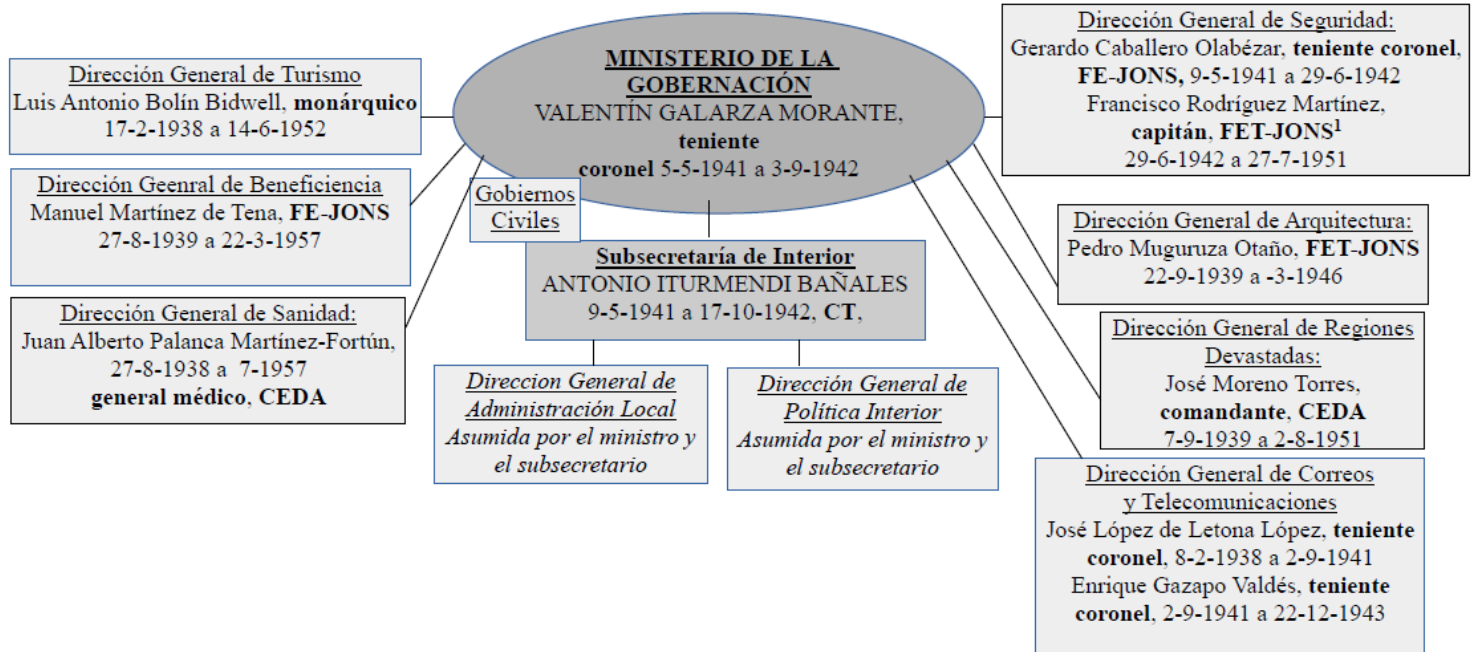 Dirección General de Turismo
Luis Antonio Bolín Bidwell, monárquico
17-2-1938 a 14-6-1952
Dirección Geenral de Beneficiencia
Manuel Martínez de Tena, FE-JONS
27-8-1939 a 22-3-1957
Dirección General de Sanidad:
Juan Alberto Palanca Martínez-Fortún,
27-8-1938 a 7-1957
general médico, CEDA
MINISTERIO DE LA
GOBERNACIÓN
VALENTÍN GALARZA MORANTE,
teniente
coronel 5-5-1941 a 3-9-1942
Gobiernos
Civiles
Subsecretaría de Interior
ANTONIO ITURMENDI BAÑALES
9-5-1941 a 17-10-1942, CT,
Direccion General de
Administración Local
Asumida por el ministro y
el subsecretario
Dirección General de
Política Interior
Asumida por el ministro y
el subsecretario
Dirección General de Seguridad:
Gerardo Caballero Olabézar, teniente coronel,
FE-JONS, 9-5-1941 a 29-6-1942
Francisco Rodríguez Martínez,
capitán, FET-JONS¹
29-6-1942 a 27-7-1951
Dirección General de Arquitectura:
Pedro Muguruza Otaño, FET-JONS
22-9-1939 a -3-1946
Dirección General de Regiones
Devastadas:
José Moreno Torres,
comandante, CEDA
7-9-1939 a 2-8-1951
Dirección General de Correos
y Telecomunicaciones
José López de Letona López, teniente
coronel, 8-2-1938 a 2-9-1941
Enrique Gazapo Valdés, teniente
coronel, 2-9-1941 a 22-12-1943